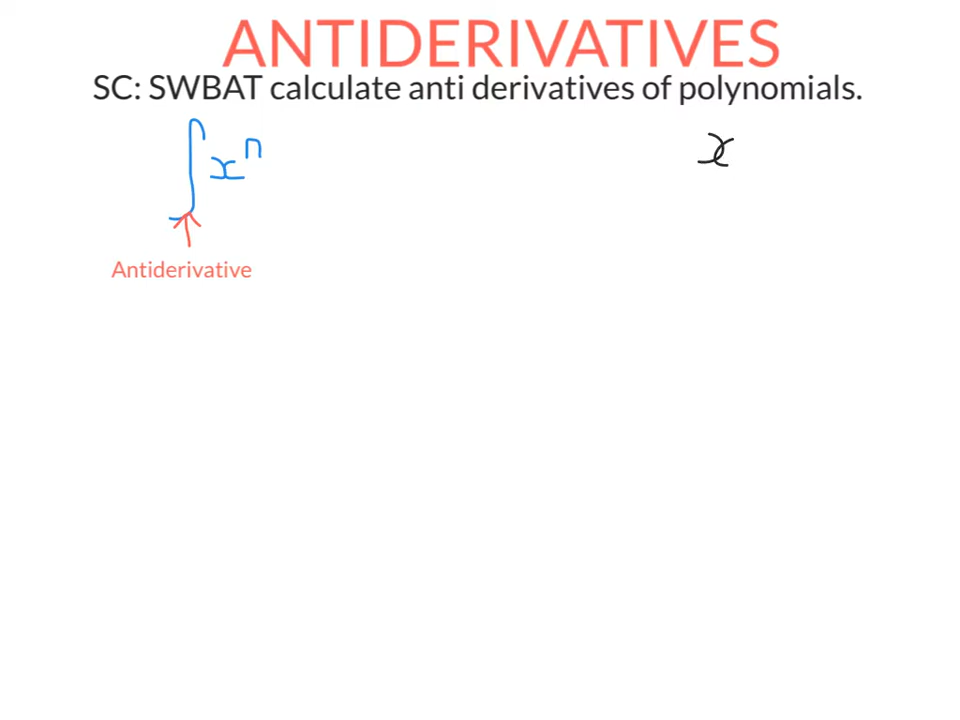 ANTIDERIVATIVES
SC: SWBAT calculate anti derivatives of polynomials.
∫xⁿ
x
Antiderivative